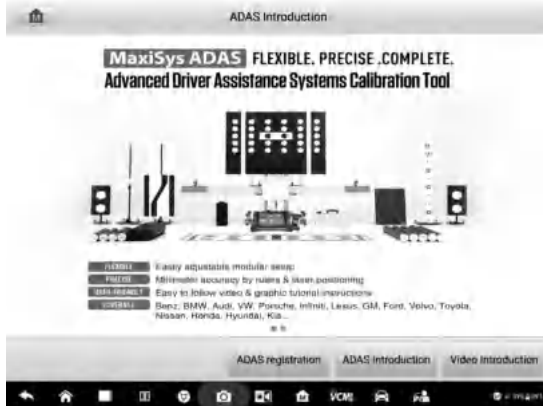 ADAS Introduction
MaxiSys ADAS FLEXIBLE. PRECISE .COMPLETE.
Advanced Driver Assistance Systems Calibration Tool
FLEXIBLE Easily adjustable modular setup
PRECISE Millimeter accuracy by rulers & laser positioning
Easy to follow video & graphic tutorial instructions
Benz, BMW, Audi, VW, Porsche, Infiniti, Lexus, GM, Ford, Volvo, Toyota,
Nissan, Honda, Hyundai, Kia...
ADAS registration ADAS Introduction Video Introduction
VCMI